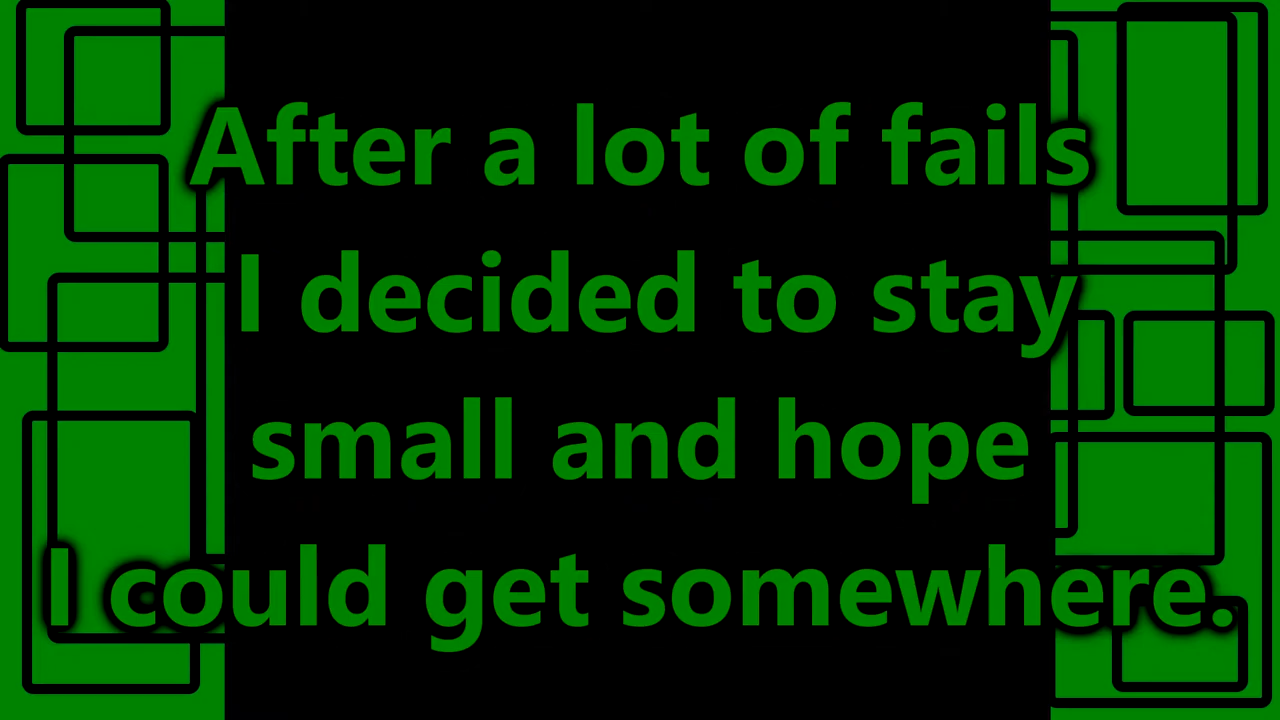 After a lot of fails
I decided to stay
small and hope
I could get somewhere.